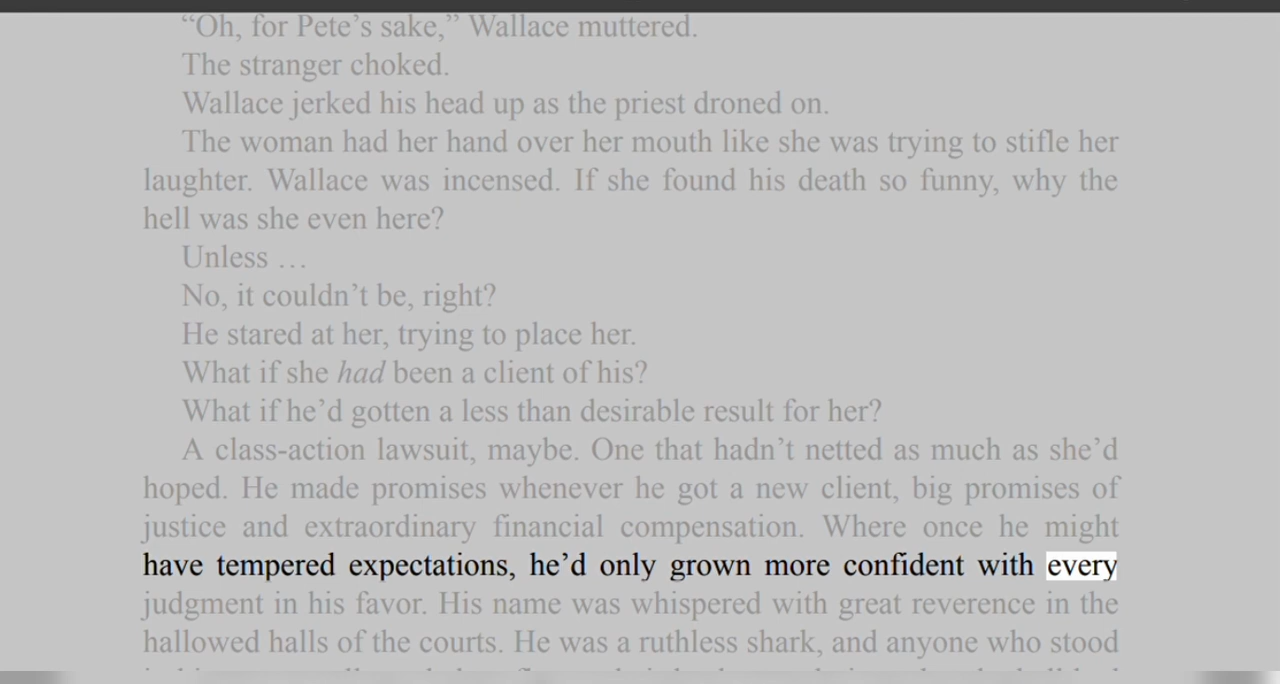 “Oh, for Pete’s sake,” Wallace muttered.
The stranger choked.
Wallace jerked his head up as the priest droned on.
The woman had her hand over her mouth like she was trying to stifle her
laughter. Wallace was incensed. If she found his death so funny, why the
hell was she even here?
Unless …
No, it couldn’t be, right?
He stared at her, trying to place her.
What if she had been a client of his?
What if he’d gotten a less than desirable result for her?
A class-action lawsuit, maybe. One that hadn’t netted as much as she’d
hoped. He made promises whenever he got a new client, big promises of
justice and extraordinary financial compensation. Where once he might
have tempered expectations, he’d only grown more confident with every
judgment in his favor. His name was whispered with great reverence in the
hallowed halls of the courts. He was a ruthless shark, and anyone who stood